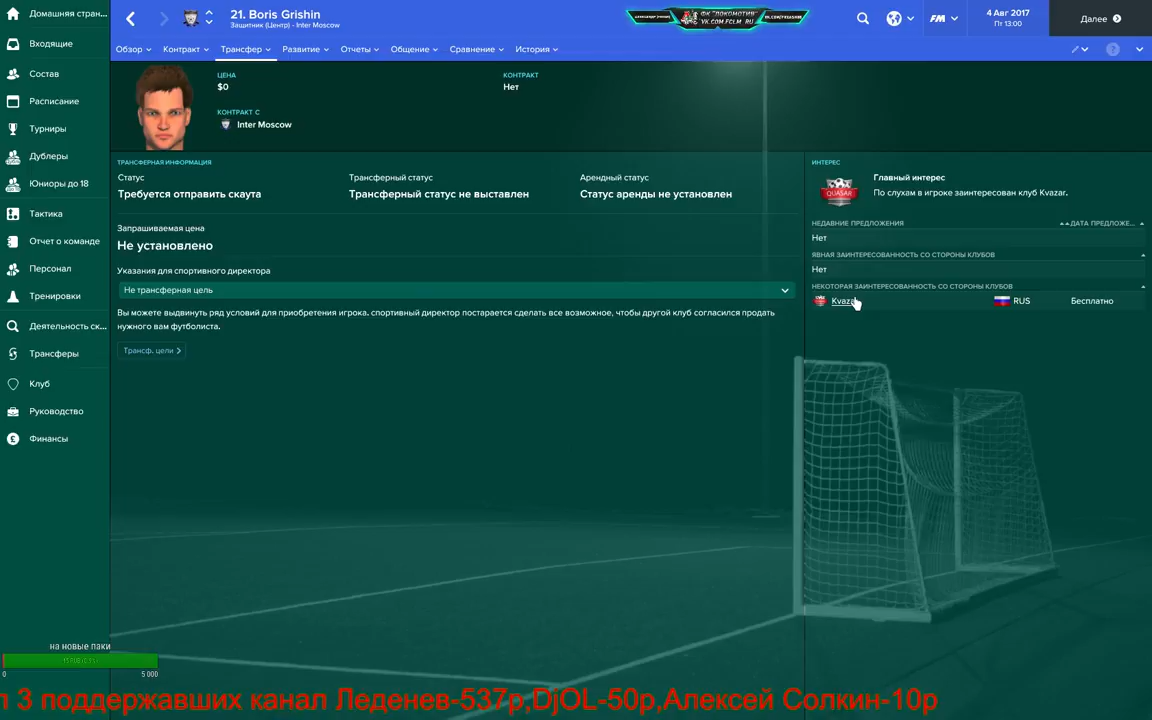 Домашняя стран...
21. Boris Grishin
Защитник (Центр) - Inter Moscow
ФК "ЛОКОМОТИВ"
VK.COM.FCLM_RU
FM
4 Авг 2017
Пт 13:00
Далее
Обзор
Контракт
Трансфер
Развитие
Отчеты
Общение
Сравнение
История
Входящие
Состав
Расписание
Турниры
Дублеры
Юниоры до 18
Тактика
Отчет о команде
Персонал
Тренировки
Деятельность ск...
Трансферы
Клуб
Руководство
Финансы
ЦЕНА
$0
КОНТРАКТ
Нет
КОНТРАКТ С
Inter Moscow
ТРАНСФЕРНАЯ ИНФОРМАЦИЯ
Статус
Требуется отправить скаута
Трансферный статус
Трансферный статус не выставлен
Арендный статус
Статус аренды не установлен
Запрашиваемая цена
Не установлено
Указания для спортивного директора
Не трансферная цель
Вы можете выдвинуть ряд условий для приобретения игрока. спортивный директор постарается сделать все возможное, чтобы другой клуб согласился продать
нужного вам футболиста.
Трансф. цели
ИНТЕРЕС
QUASAR
Главный интерес
По слухам в игроке заинтересован клуб Kvazar.
НЕДАВНИЕ ПРЕДЛОЖЕНИЯ
ДАТА ПРЕДЛОЖЕ...
Нет
ЯВНАЯ ЗАИНТЕРЕСОВАННОСТЬ СО СТОРОНЫ КЛУБОВ
Нет
НЕКОТОРАЯ ЗАИНТЕРЕСОВАННОСТЬ СО СТОРОНЫ КЛУБОВ
Kvazar
RUS
Бесплатно
на новые паки
0
5 000
л 3 поддержавших канал Леденев-537р,DjOL-50р,Алексей Солкин-10р